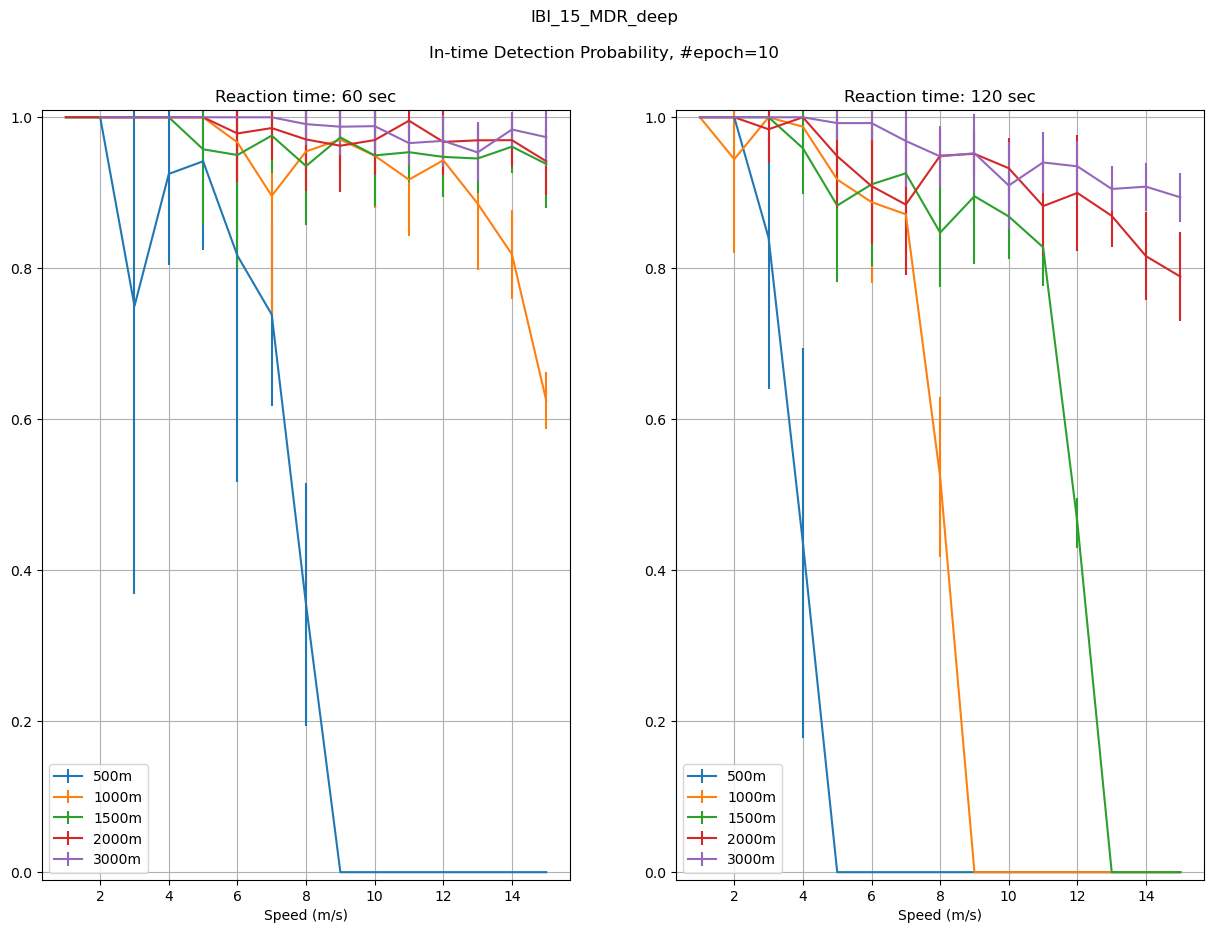 IBI_15_MDR_deep
In-time Detection Probability, #epoch=10
Reaction time: 60 sec
1.0
0.8
0.6
0.4
0.2
0.0
500m
1000m
1500m
2000m
3000m
2 4 6 8 10 12 14
Speed (m/s)
Reaction time: 120 sec
1.0
0.8
0.6
0.4
0.2
0.0
500m
1000m
1500m
2000m
3000m
2 4 6 8 10 12 14
Speed (m/s)